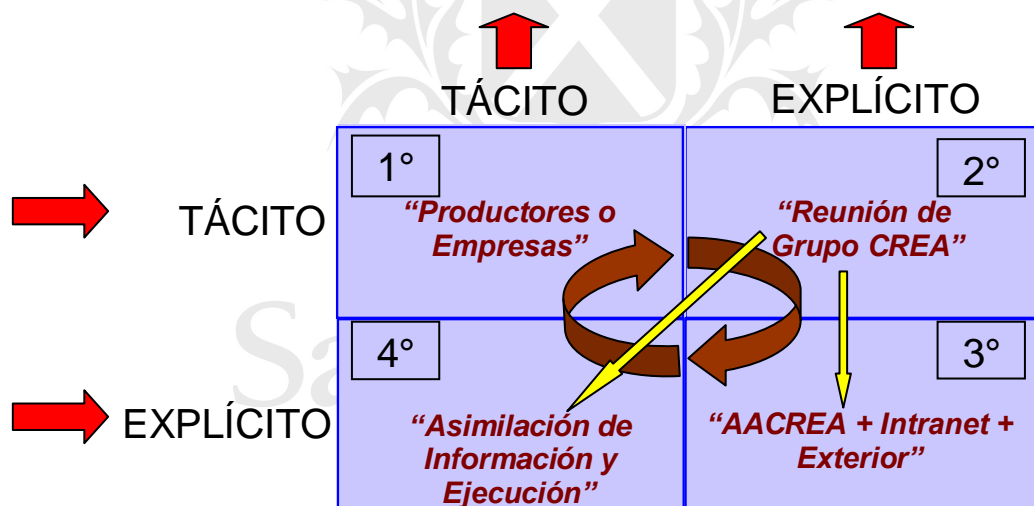 TÁCITO
EXPLÍCITO
1°
2°
TÁCITO
“Productores o
Empresas”
“Reunión de
Grupo CREA”
4°
3°
EXPLÍCITO
“Asimilación de
Información y
Ejecución”
“AACREA + Intranet +
Exterior”